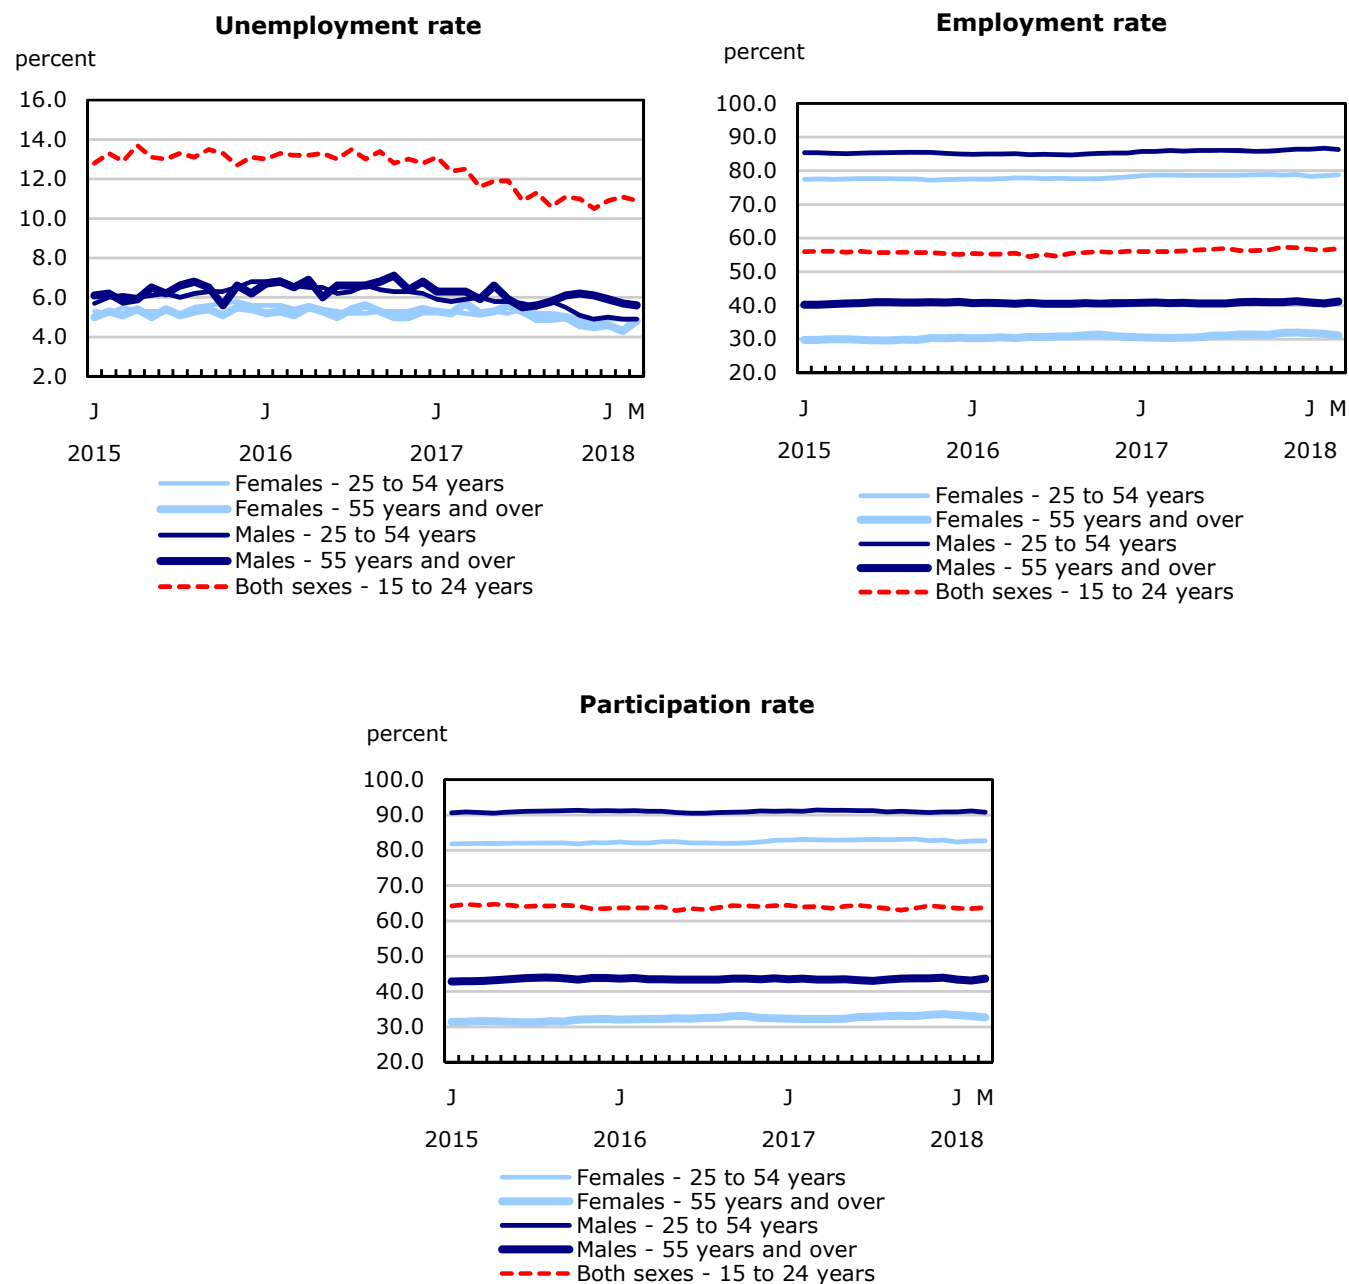 Unemployment rate
percent
16.0
14.0
12.0
10.0
8.0
6.0
4.0
2.0
J J J J M
2015 2016 2017 2018
Females - 25 to 54 years
Females - 55 years and over
Males - 25 to 54 years
Males - 55 years and over
Both sexes - 15 to 24 years
Employment rate
percent
100.0
90.0
80.0
70.0
60.0
50.0
40.0
30.0
20.0
J J J J M
2015 2016 2017 2018
Females - 25 to 54 years
Females - 55 years and over
Males - 25 to 54 years
Males - 55 years and over
Both sexes - 15 to 24 years
Participation rate
percent
100.0
90.0
80.0
70.0
60.0
50.0
40.0
30.0
20.0
J J J J M
2015 2016 2017 2018
Females - 25 to 54 years
Females - 55 years and over
Males - 25 to 54 years
Males - 55 years and over
Both sexes - 15 to 24 years